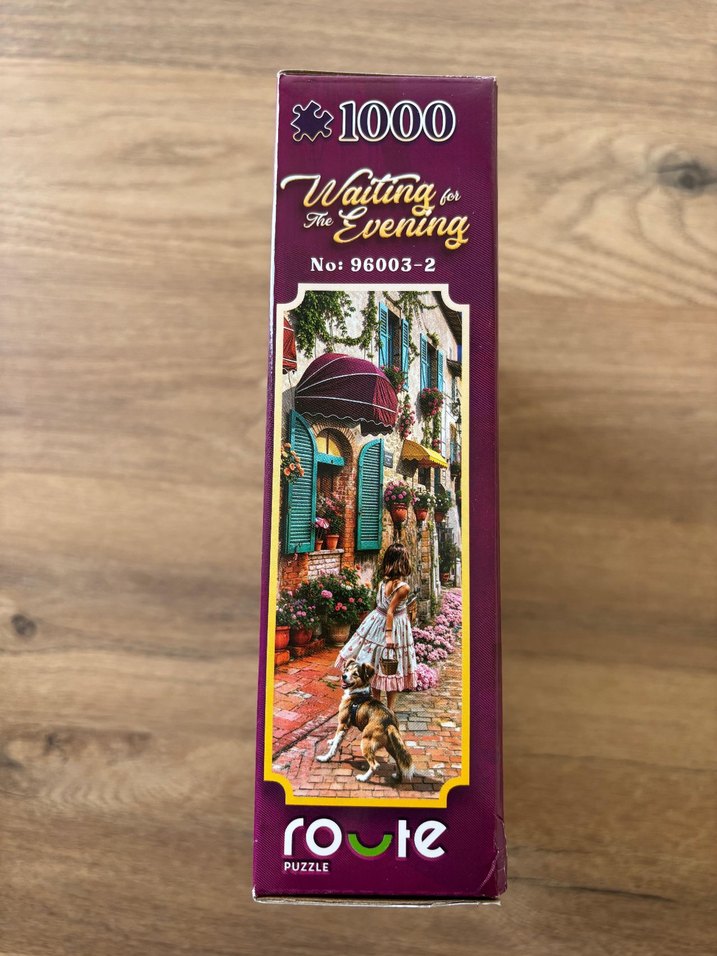 1000
Waiting for
The Evening
No: 96003-2
route
PUZZLE